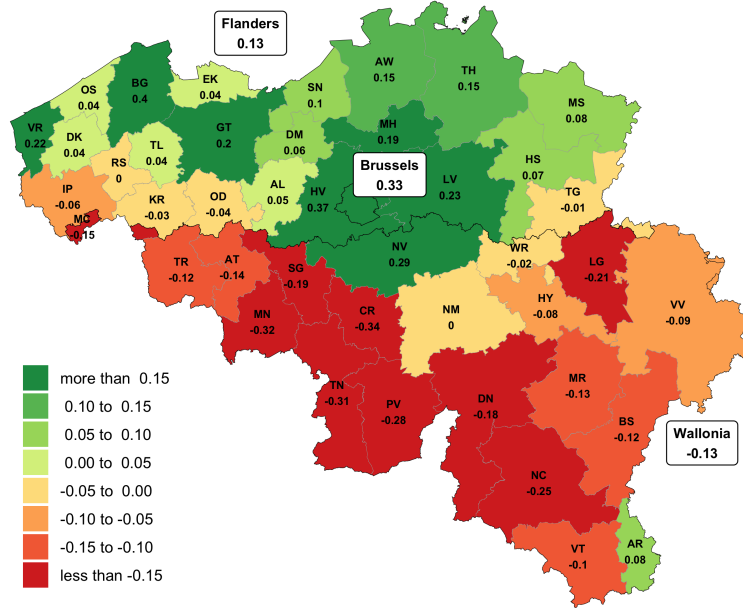 Flanders
0.13
AW
0.15
TH
0.15
EK
0.04
BG
0.4
OS
0.04
SN
0.1
MS
0.08
VR
0.22
DK
0.04
GT
0.2
MH
0.19
DM
0.06
TL
0.04
RS
0
HS
0.07
Brussels
0.33
LV
0.23
IP
-0.06
AL
0.05
HV
0.37
TG
-0.01
KR
-0.03
OD
-0.04
MC
-0.15
NV
0.29
WR
-0.02
TR
-0.12
AT
-0.14
SG
-0.19
LG
-0.21
HY
-0.08
VV
-0.09
MN
-0.32
CR
-0.34
NM
0
more than 0.15
0.10 to 0.15
0.05 to 0.10
0.00 to 0.05
-0.05 to 0.00
-0.10 to -0.05
-0.15 to -0.10
less than -0.15
TN
-0.31
PV
-0.28
DN
-0.18
MR
-0.13
BS
-0.12
Wallonia
-0.13
NC
-0.25
VT
-0.1
AR
0.08